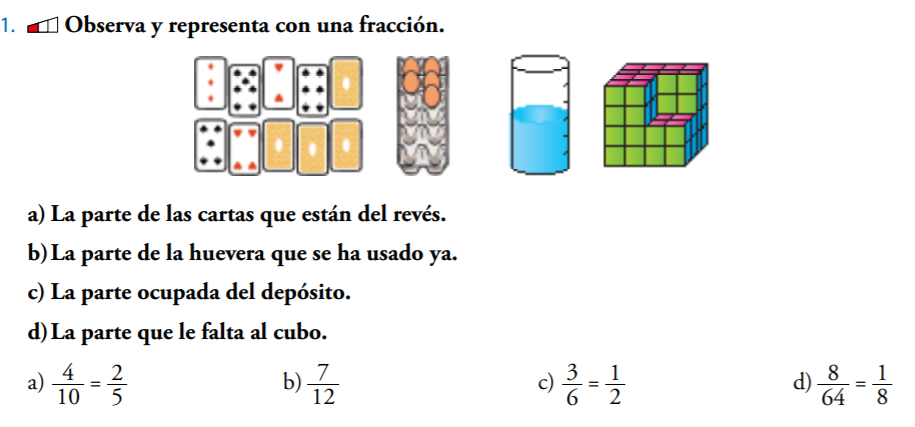 1. Observa y representa con una fracción.
a) La parte de las cartas que están del revés.
b) La parte de la huevera que se ha usado ya.
c) La parte ocupada del depósito.
d) La parte que le falta al cubo.
a) 4/10 = 2/5 b) 7/12 c) 3/6 = 1/2 d) 8/64 = 1/8